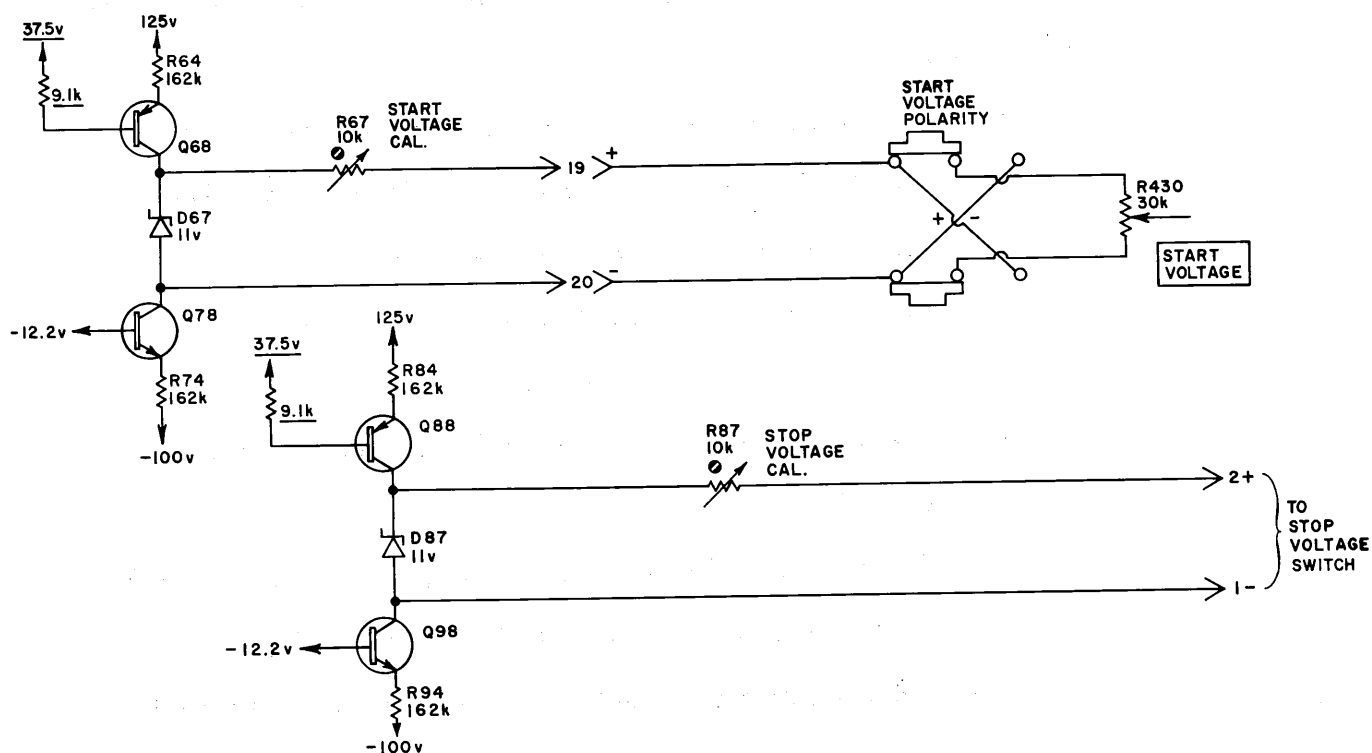 37.5v
125v
R64
162k
9.1k
Q68
R67
10k
START
VOLTAGE
CAL.
19
+
START
VOLTAGE
POLARITY
R430
30k
+ -
START
VOLTAGE
D67
11v
20
-
-12.2v
Q78
R74
162k
-100v
125v
37.5v
R84
162k
9.1k
Q88
R87
10k
STOP
VOLTAGE
CAL.
2+
TO
STOP
VOLTAGE
SWITCH
D87
11v
1-
-12.2v
Q98
R94
162k
-100v